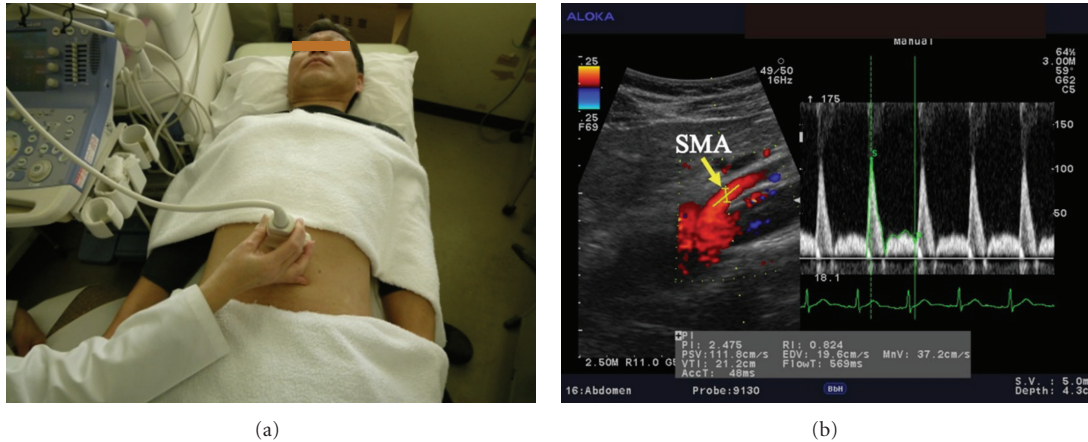 ALOKA
Manual
.25
.25
F69
49/50
16Hz
64%
3.00M
59°
G62
C5
SMA
↑ 175
150
100
50
S
18.1
PI
PI: 2.475 RI: 0.824
PSV:111.8cm/s EDV: 19.6cm/s MnV: 37.2cm/s
VTI: 21.2cm FlowT: 569ms
AccT: 48ms
2.50M R11.0
16:Abdomen Probe:9130 BbH
S.V. : 5.0m
Depth: 4.3c
(a)
(b)